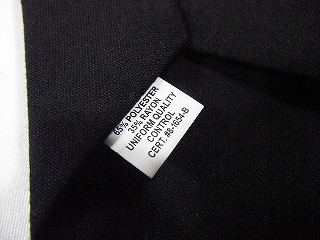 65% POLYESTER
35% RAYON
UNIFORM QUALITY
CONTROL
CERT. #8-1654-B